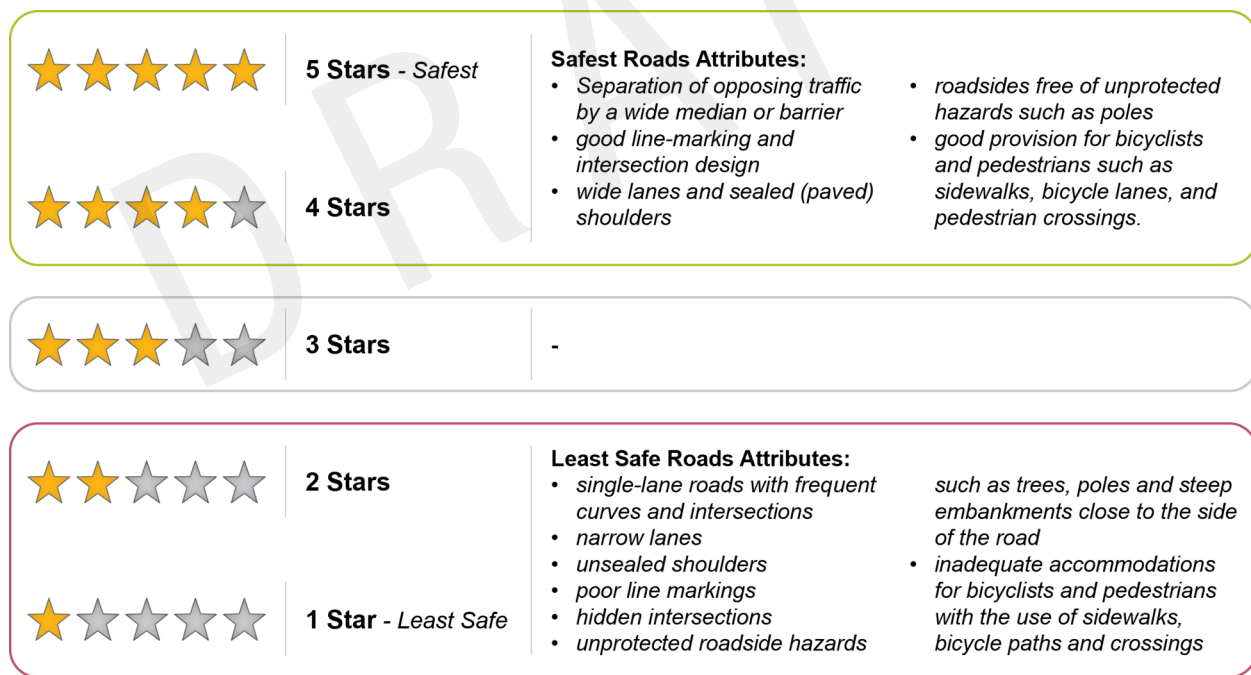 DRAFT
5 Stars - Safest
4 Stars
Safest Roads Attributes:
• Separation of opposing traffic
by a wide median or barrier
• good line-marking and
intersection design
• wide lanes and sealed (paved)
shoulders
• roadsides free of unprotected
hazards such as poles
• good provision for bicyclists
and pedestrians such as
sidewalks, bicycle lanes, and
pedestrian crossings.
3 Stars
-
2 Stars
1 Star - Least Safe
Least Safe Roads Attributes:
• single-lane roads with frequent
curves and intersections
• narrow lanes
• unsealed shoulders
• poor line markings
• hidden intersections
• unprotected roadside hazards
such as trees, poles and steep
embankments close to the side
of the road
• inadequate accommodations
for bicyclists and pedestrians
with the use of sidewalks,
bicycle paths and crossings